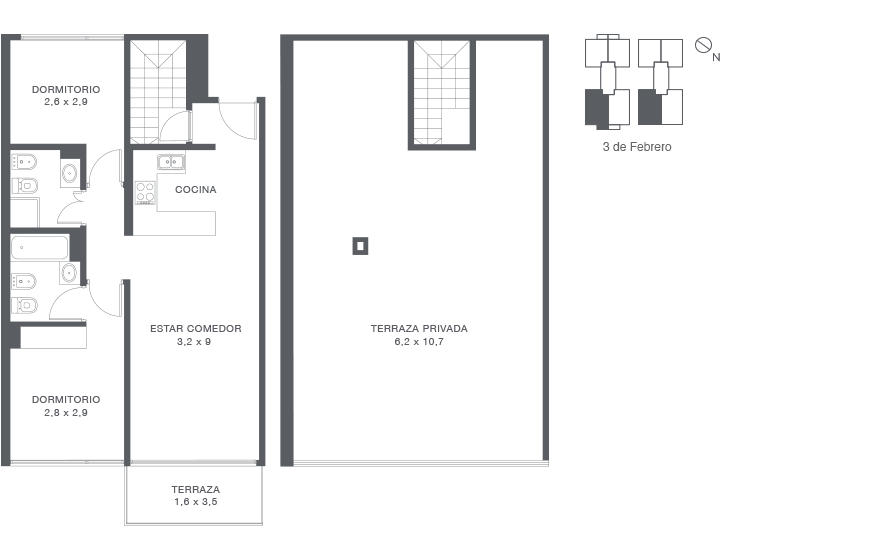 DORMITORIO
2,6 x 2,9
COCINA
ESTAR COMEDOR
3,2 x 9
DORMITORIO
2,8 x 2,9
TERRAZA
1,6 x 3,5
TERRAZA PRIVADA
6,2 x 10,7
N
3 de Febrero